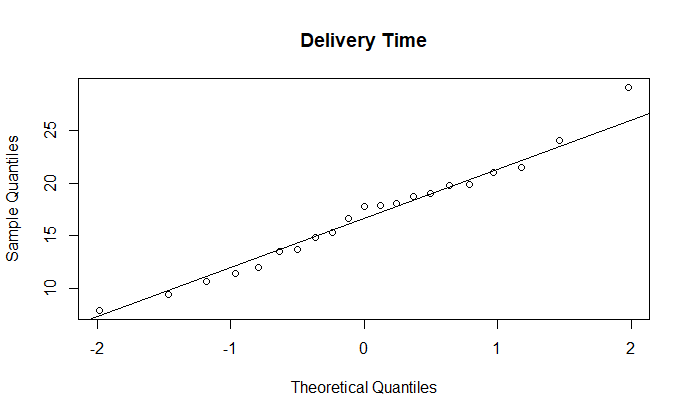 Delivery Time
25
20
15
10
Sample Quantiles
-2 -1 0 1 2
Theoretical Quantiles